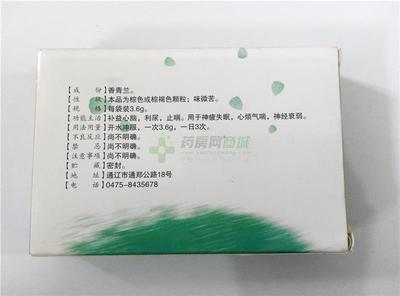 【成 份】香青兰。
【性 状】本品为棕色或棕褐色颗粒；味微苦。
【规 格】每袋装3.6g。
【功能主治】补益心脑，利尿，止喘。用于神疲失眠，心烦气喘，神经衰弱。
【用法用量】开水冲服，一次3.6g，一日3次。
【不良反应】尚不明确。
【禁 忌】尚不明确。
【注意事项】尚不明确。
【贮 藏】密封。
【地 址】通辽市通郑公路18号
【电 话】0475-8435678
药房网商城